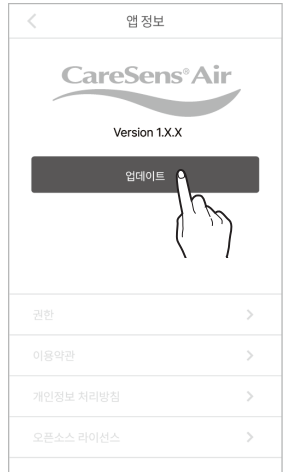 앱 정보
CareSens® Air
Version 1.X.X
업데이트
권한
이용약관
개인정보 처리방침
오픈소스 라이선스